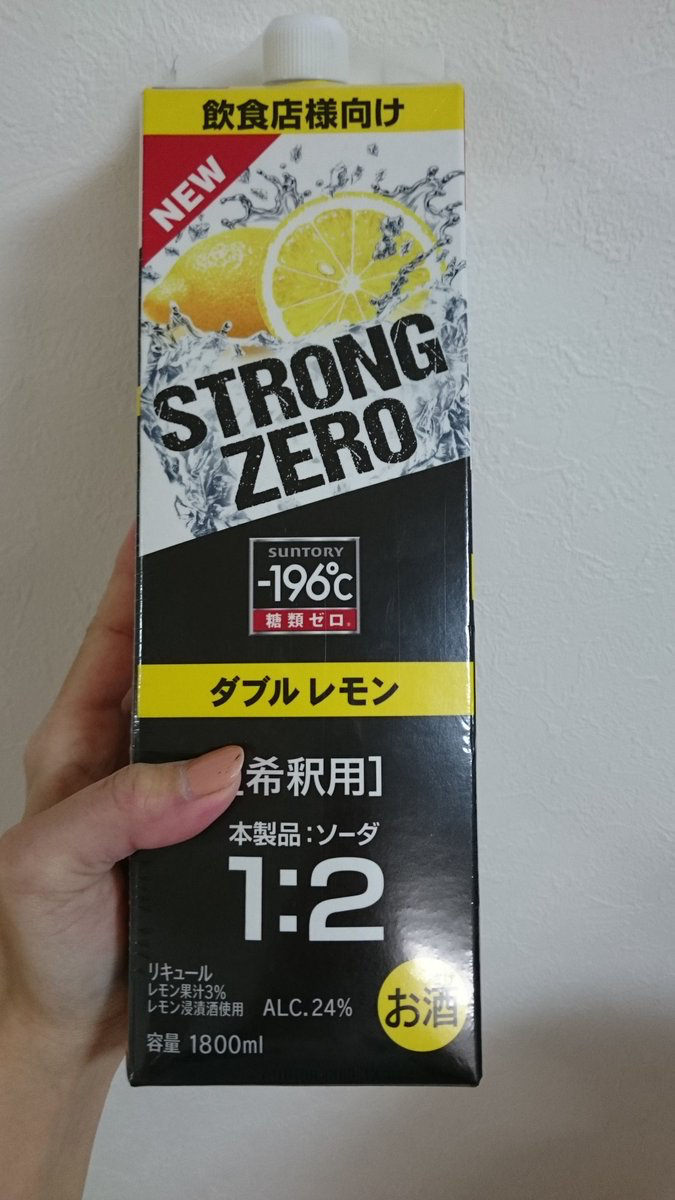 飲食店様向け
NEW
STRONG
ZERO
SUNTORY
-196℃
糖類ゼロ
ダブルレモン
希釈用]
本製品:ソーダ
1:2
リキュール
レモン果汁3%
レモン浸漬酒使用 ALC.24%
容量 1800ml
お酒